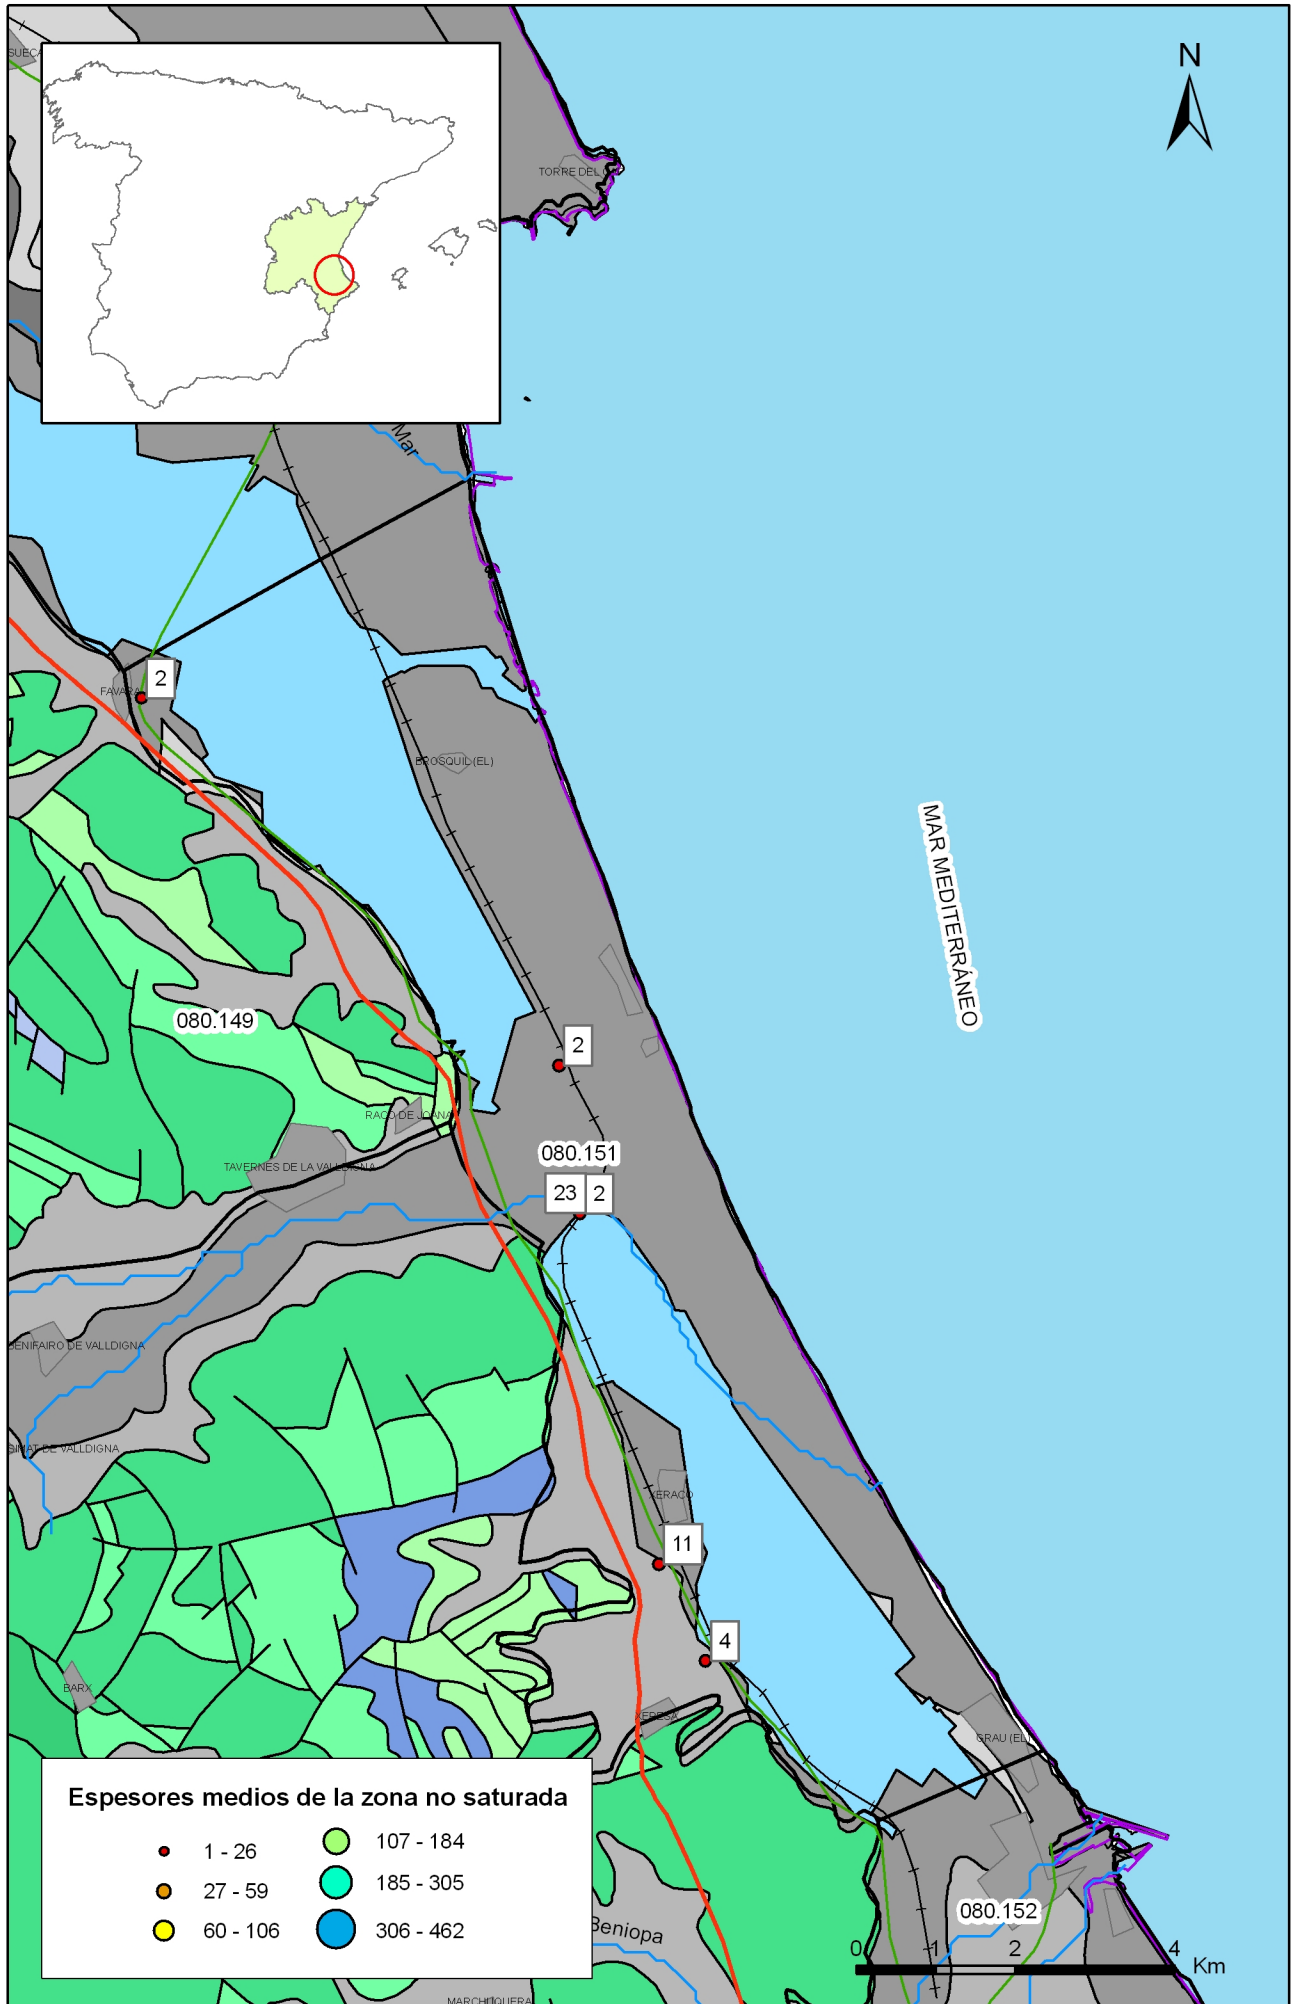 SUECA
N
TORRE DEL
Mar
2
FAVARA
BROSQUIL (EL)
MAR MEDITERRÁNEO
080.149
2
RACO DE JOANA
080.151
TAVERNES DE LA VALLDIGNA
23
2
BENIFAIRO DE VALLDIGNA
SIMAT DE VALLDIGNA
XERACO
11
4
BARX
XERESA
GRAU (EL)
Espesores medios de la zona no saturada
1 - 26
107 - 184
27 - 59
185 - 305
60 - 106
306 - 462
080.152
Beniopa
0
1
2
4
Km
MARCHUQUERA